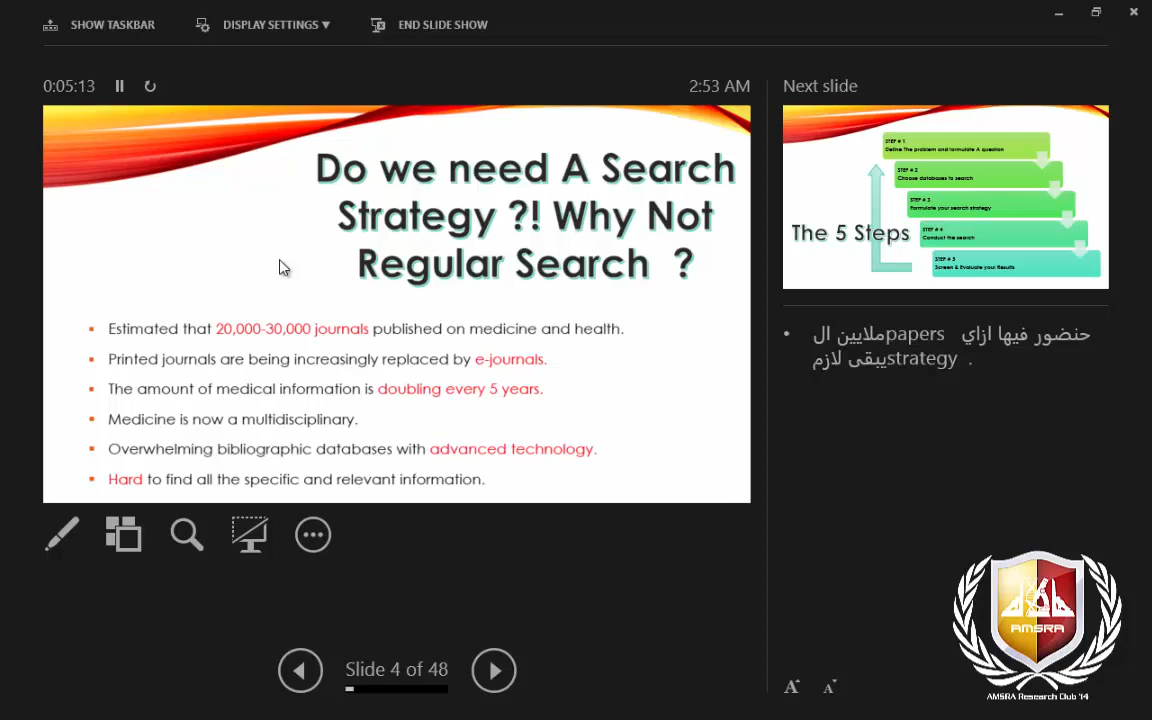 SHOW TASKBAR
DISPLAY SETTINGS ▼
END SLIDE SHOW
0:05:13
2:53 AM
Do we need A Search
Strategy ?! Why Not
Regular Search ?
Estimated that 20,000-30,000 journals published on medicine and health.
Printed journals are being increasingly replaced by e-journals.
The amount of medical information is doubling every 5 years.
Medicine is now a multidisciplinary.
Overwhelming bibliographic databases with advanced technology.
Hard to find all the specific and relevant information.
Slide 4 of 48
Next slide
STEP # 1
Define The problem and formulate A question
STEP # 2
Choose databases to search
STEP # 3
Formulate your search strategy
STEP # 4
Conduct the search
STEP # 5
Screen & Evaluate your Results
The 5 Steps
حنضور فيها ازاي papersملايين ال
يبقى لازمstrategy .
AMSRA
AMSRA Research Club '14